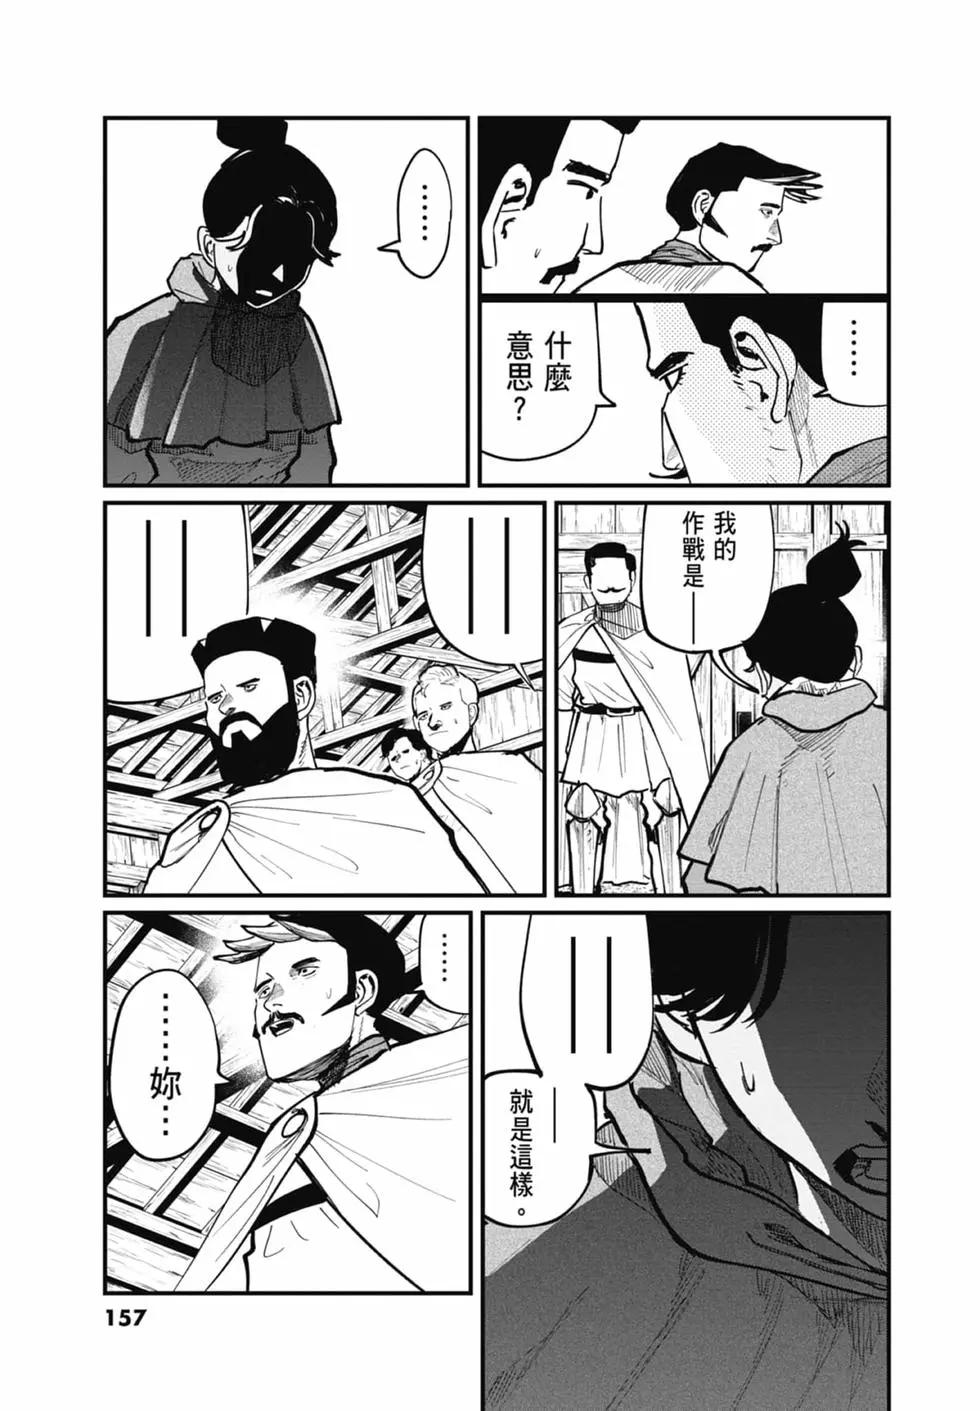 ……
什麼
意思？
……
我的
作戰是——
——
——
——
——
就是這樣。
……
……妳……
157